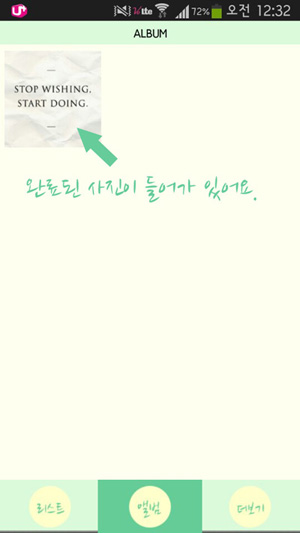 U+
LTE
72%
오전 12:32
ALBUM
STOP WISHING,
START DOING.
완료된 사진이 들어가 있어요.
리스트
앨범
더보기